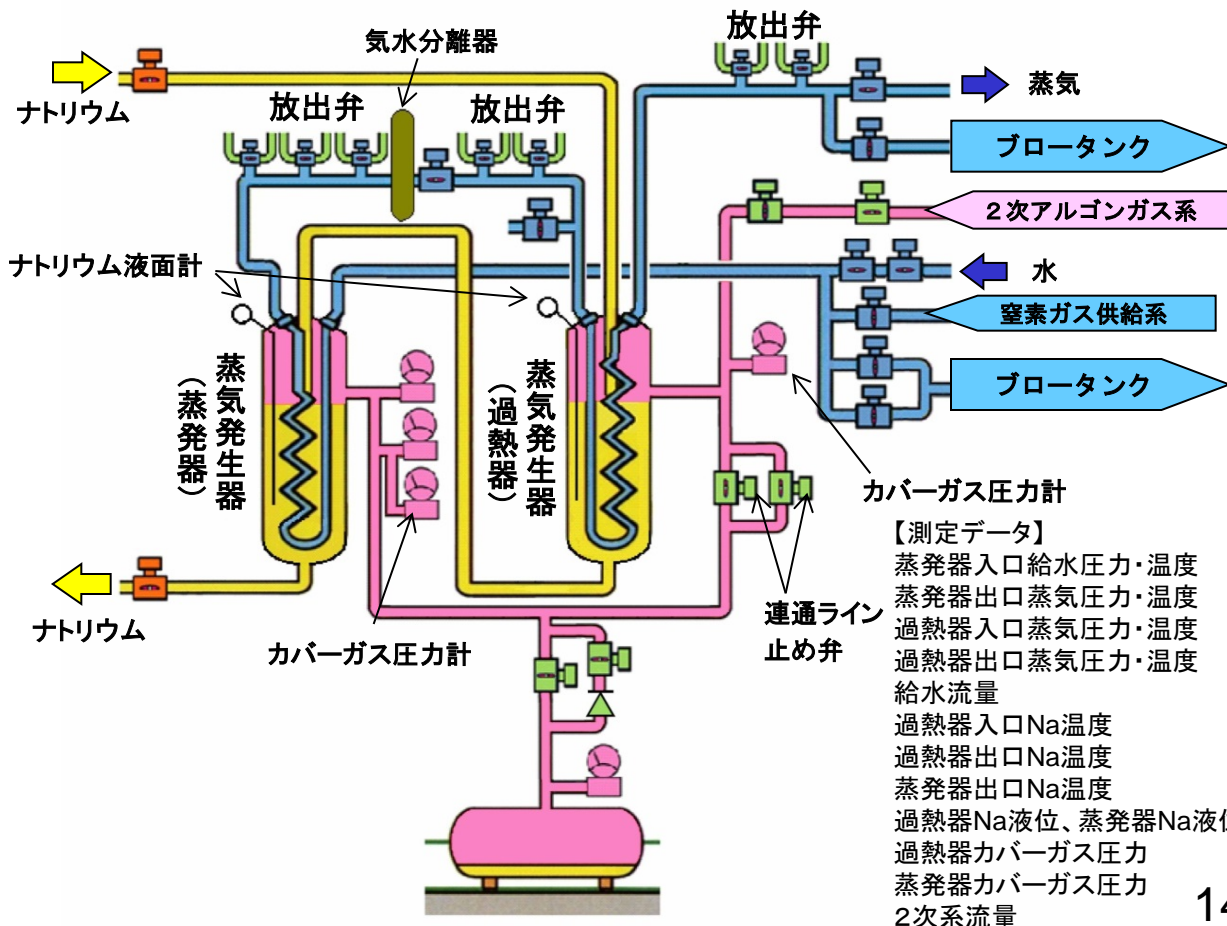 放出弁
気水分離器
蒸気
ナトリウム
放出弁
放出弁
ブロータンク
２次アルゴンガス系
ナトリウム液面計
水
窒素ガス供給系
蒸気発生器
(蒸発器)
蒸気発生器
(過熱器)
ブロータンク
カバーガス圧力計
【測定データ】
蒸発器入口給水圧力・温度
蒸発器出口蒸気圧力・温度
過熱器入口蒸気圧力・温度
過熱器出口蒸気圧力・温度
給水流量
過熱器入口Na温度
過熱器出口Na温度
蒸発器出口Na温度
過熱器Na液位、蒸発器Na液位
過熱器カバーガス圧力
蒸発器カバーガス圧力
２次系流量
連通ライン
止め弁
ナトリウム
カバーガス圧力計
14